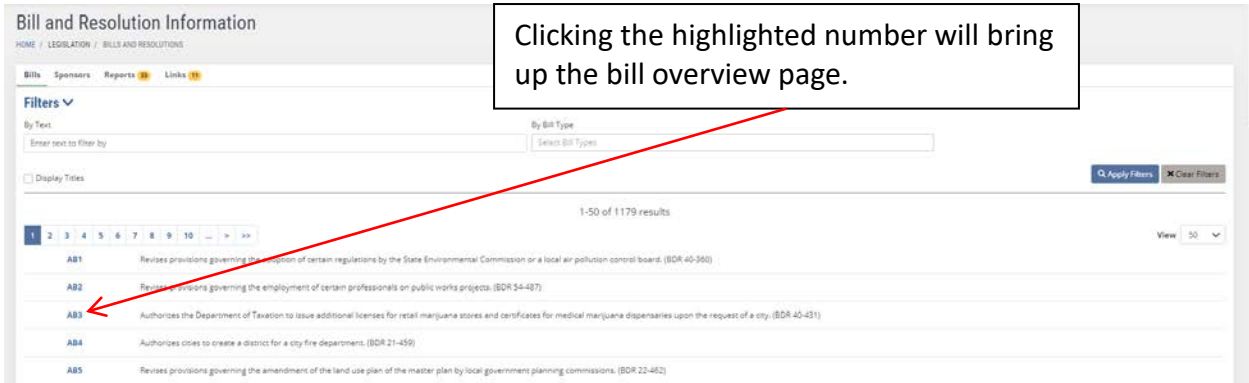 Bill and Resolution Information
HOME / LEGISLATION / BILLS AND RESOLUTIONS
Clicking the highlighted number will bring
up the bill overview page.
Bills Sponsors Reports Links
Filters
By Text
By Bill Type
Enter text to filter by
Select Bill Types
Display Titles
Apply Filters Clear Filters
1-50 of 1179 results
1 2 3 4 5 6 7 8 9 10 ... > >>
View 50
AB1 Revises provisions governing the adoption of certain regulations by the State Environmental Commission or a local air pollution control board. (BDR 40-360)
AB2 Revises provisions governing the employment of certain professionals on public works projects. (BDR 54-487)
AB3 Authorizes the Department of Taxation to issue additional licenses for retail marijuana stores and certificates for medical marijuana dispensaries upon the request of a city. (BDR 40-431)
AB4 Authorizes cities to create a district for a city fire department. (BDR 21-459)
AB5 Revises provisions governing the amendment of the land use plan of the master plan by local government planning commissions. (BDR 22-462)